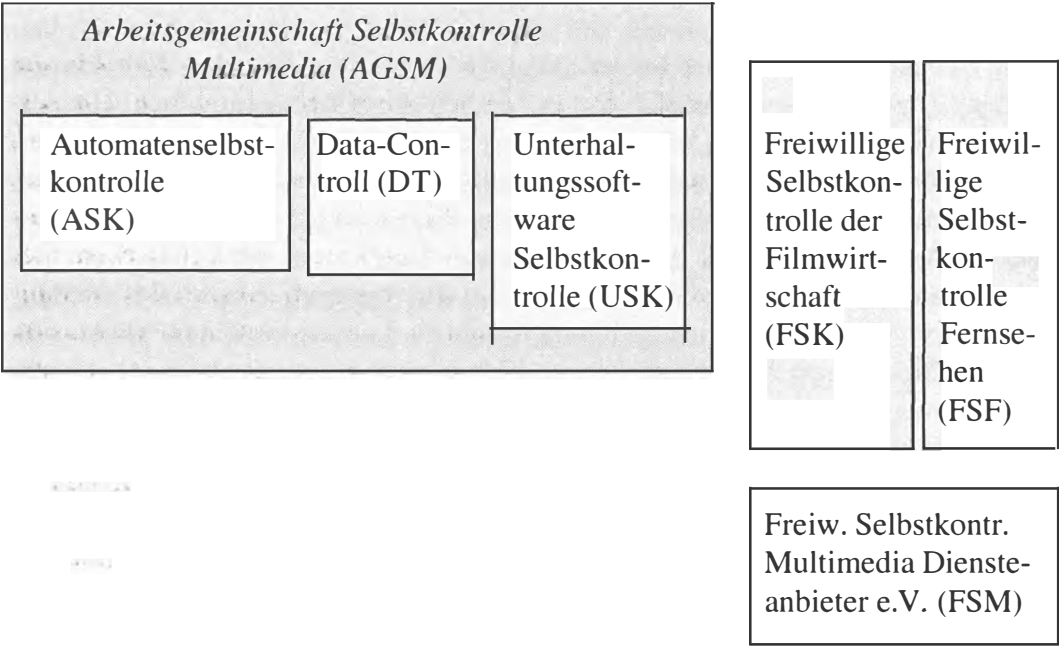 Arbeitsgemeinschaft Selbstkontrolle
Multimedia (AGSM)
Automatenselbst-
kontrolle
(ASK)
Data-Con-
troll (DT)
Unterhal-
tungssoft-
ware
Selbstkon-
trolle (USK)
Freiwillige
Selbstkon-
trolle der
Filmwirt-
schaft
(FSK)
Freiwil-
lige
Selbst-
kon-
trolle
Fernse-
hen
(FSF)
Freiw. Selbstkontr.
Multimedia Dienste-
anbieter e.V. (FSM)